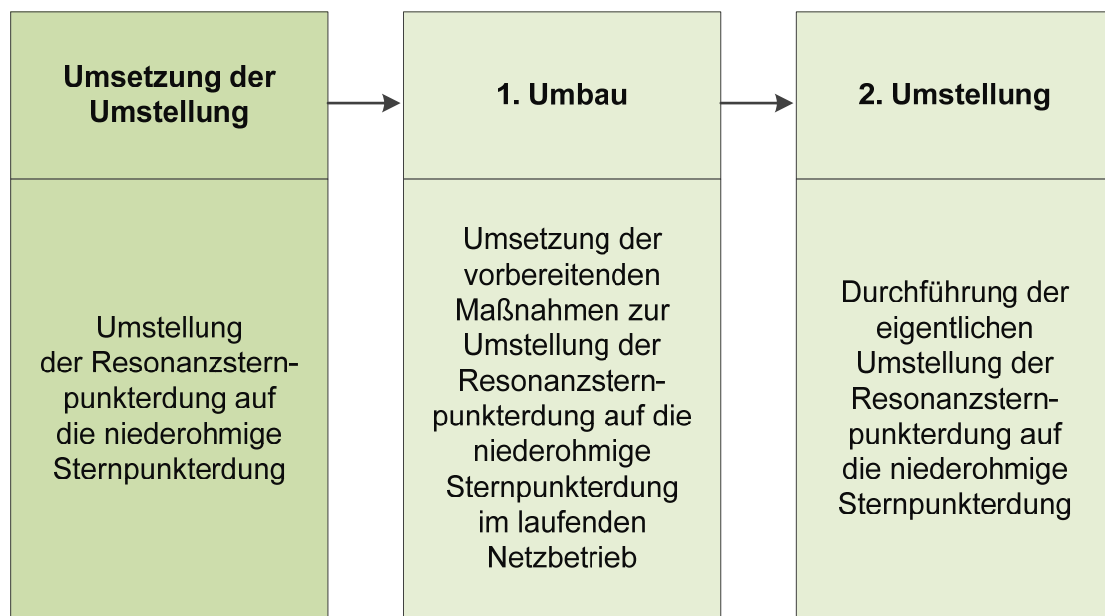 Umsetzung der
Umstellung
Umstellung
der Resonanzstern-
punkterdung auf
die niederohmige
Sternpunkterdung
1. Umbau
Umsetzung der
vorbereitenden
Maßnahmen zur
Umstellung der
Resonanzstern-
punkterdung auf die
niederohmige
Sternpunkterdung
im laufenden
Netzbetrieb
2. Umstellung
Durchführung der
eigentlichen
Umstellung der
Resonanzstern-
punkterdung auf
die niederohmige
Sternpunkterdung